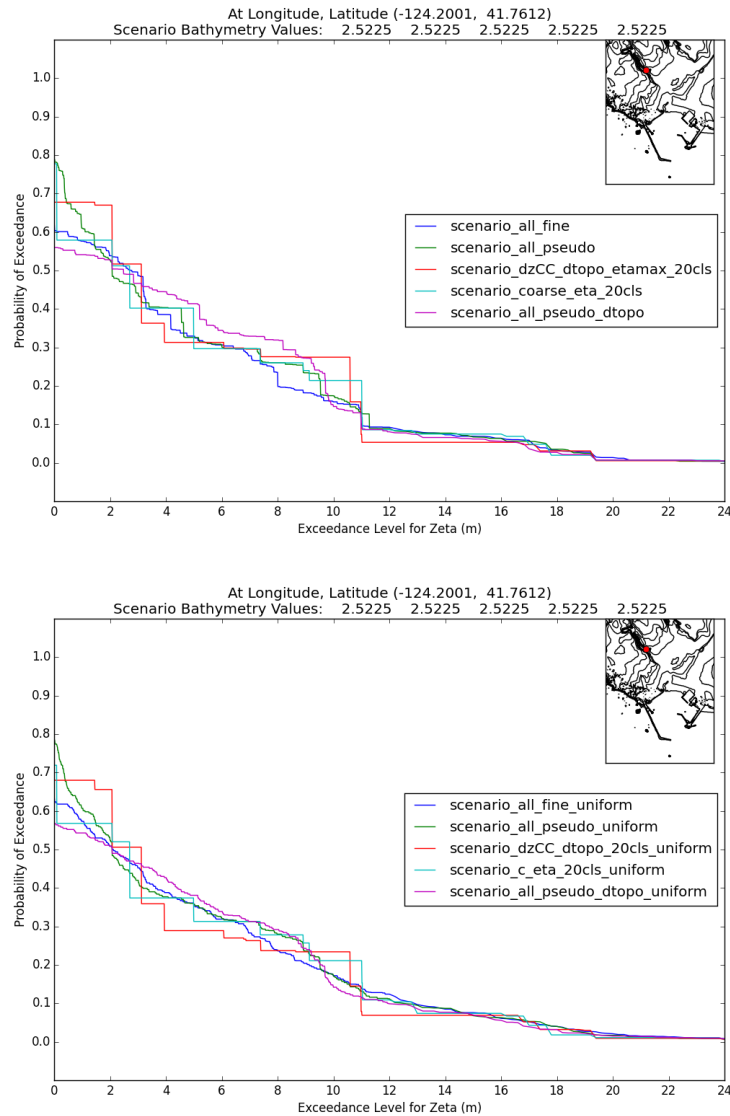 At Longitude, Latitude (-124.2001, 41.7612)
Scenario Bathymetry Values: 2.5225 2.5225 2.5225 2.5225 2.5225
1.0
0.9
0.8
0.7
0.6
0.5
0.4
0.3
0.2
0.1
0.0
Probability of Exceedance
scenario_all_fine
scenario_all_pseudo
scenario_dzCC_dtopo_etamax_20cls
scenario_coarse_eta_20cls
scenario_all_pseudo_dtopo
0 2 4 6 8 10 12 14 16 18 20 22 24
Exceedance Level for Zeta (m)
At Longitude, Latitude (-124.2001, 41.7612)
Scenario Bathymetry Values: 2.5225 2.5225 2.5225 2.5225 2.5225
1.0
0.9
0.8
0.7
0.6
0.5
0.4
0.3
0.2
0.1
0.0
Probability of Exceedance
scenario_all_fine_uniform
scenario_all_pseudo_uniform
scenario_dzCC_dtopo_20cls_uniform
scenario_c_eta_20cls_uniform
scenario_all_pseudo_dtopo_uniform
0 2 4 6 8 10 12 14 16 18 20 22 24
Exceedance Level for Zeta (m)